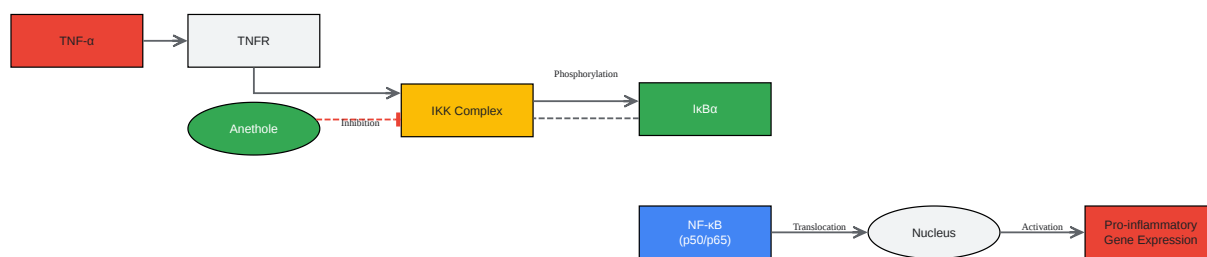 TNF-α
TNFR
Phosphorylation
IKK Complex
IκBα
Anethole
Inhibition
NF-κB
(p50/p65)
Translocation
Nucleus
Activation
Pro-inflammatory
Gene Expression